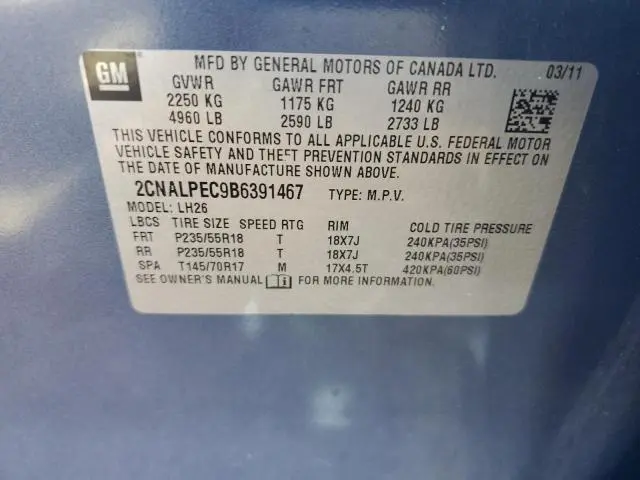 GM
MFD BY GENERAL MOTORS OF CANADA LTD. 03/11
GVWR GAWR FRT GAWR RR
2250 KG 1175 KG 1240 KG
4960 LB 2590 LB 2733 LB
THIS VEHICLE CONFORMS TO ALL APPLICABLE U.S. FEDERAL MOTOR
VEHICLE SAFETY AND THEFT PREVENTION STANDARDS IN EFFECT ON
THE DATE OF MANUFACTURE SHOWN ABOVE.
2CNALPEC9B6391467 TYPE: M.P.V.
MODEL: LH26
LBCS TIRE SIZE SPEED RTG RIM COLD TIRE PRESSURE
FRT P235/55R18 T 18X7J 240KPA(35PSI)
RR P235/55R18 T 18X7J 240KPA(35PSI)
SPA T145/70R17 M 17X4.5T 420KPA(60PSI)
SEE OWNER'S MANUAL FOR MORE INFORMATION.